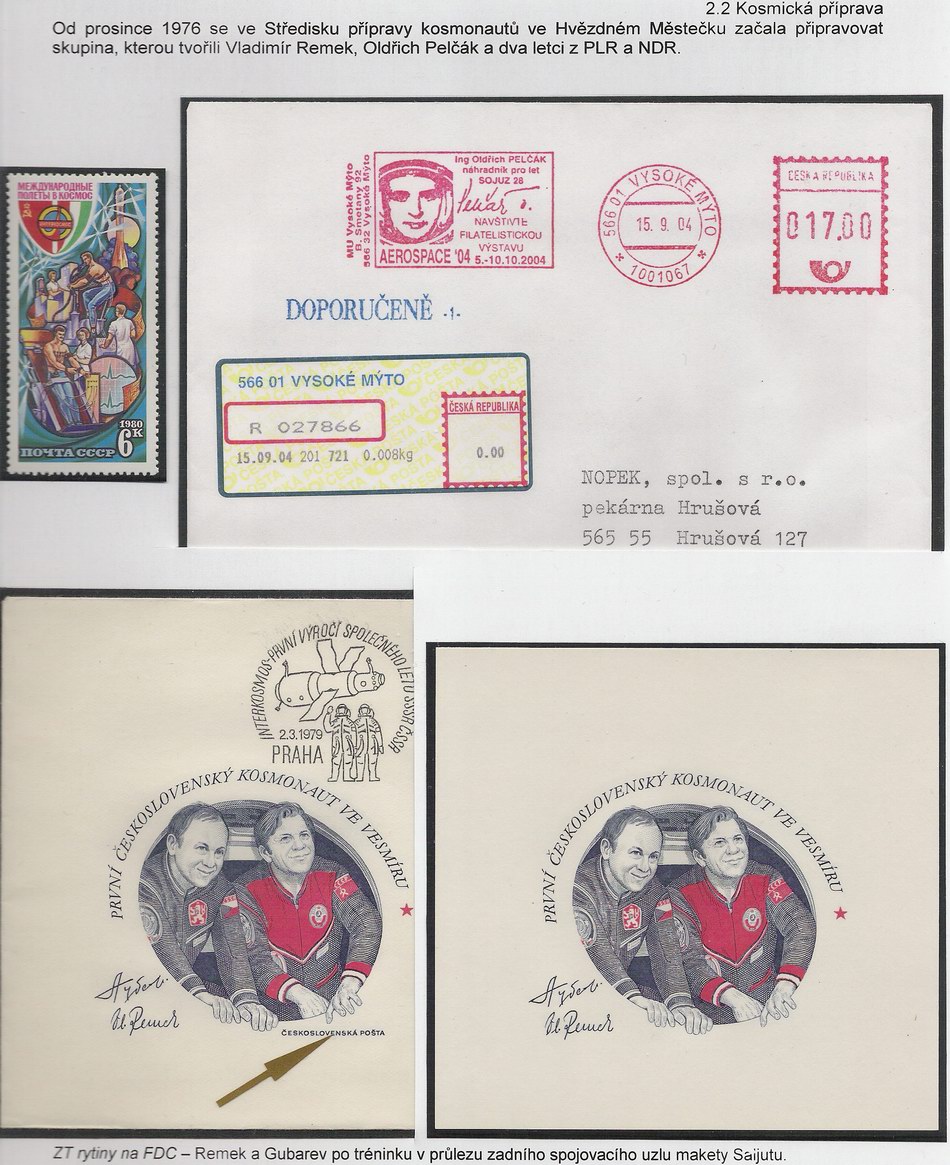 2.2 Kosmická příprava
Od prosince 1976 se ve Středisku přípravy kosmonautů ve Hvězdném Městečku začala připravovat
skupina, kterou tvořili Vladimír Remek, Oldřich Pelčák a dva letci z PLR a NDR.
МЕЖДУНАРОДНЫЕ
ПОЛЕТЫ В КОСМОС
1980
6К
ПОЧТА СССР
MU Vysoké Mýto
B. Smetany 92
566 32 Vysoké Mýto
Ing Oldřich PELČÁK
náhradník pro let
SOJUZ 28
NAVŠTIVTE
FILATELISTICKOU
VÝSTAVU
AEROSPACE '04 5.-10.10.2004
566 01 VYSOKÉ MÝTO
15. 9. 04
1001067
ČESKÁ REPUBLIKA
017.00
DOPORUČENĚ -1-
566 01 VYSOKÉ MÝTO
R 027866
15.09.04 201 721 0.008kg
ČESKÁ REPUBLIKA
0.00
NOPEK, spol. s r.o.
pekárna Hrušová
565 55 Hrušová 127
INTERKOSMOS-PRVNÍ VÝROČÍ SPOLEČNÉHO LETU SSSR ČSSR
2.3.1979
PRAHA
PRVNÍ ČESKOSLOVENSKÝ KOSMONAUT VE VESMÍRU
Vl. Remek
ČESKOSLOVENSKÁ POŠTA
PRVNÍ ČESKOSLOVENSKÝ KOSMONAUT VE VESMÍRU
Vl. Remek
ZT rytiny na FDC – Remek a Gubarev po tréninku v průlezu zadního spojovacího uzlu makety Saijutu.